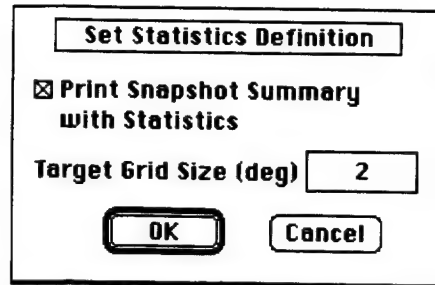 Set Statistics Definition
Print Snapshot Summary
with Statistics
Target Grid Size (deg) 2
OK Cancel